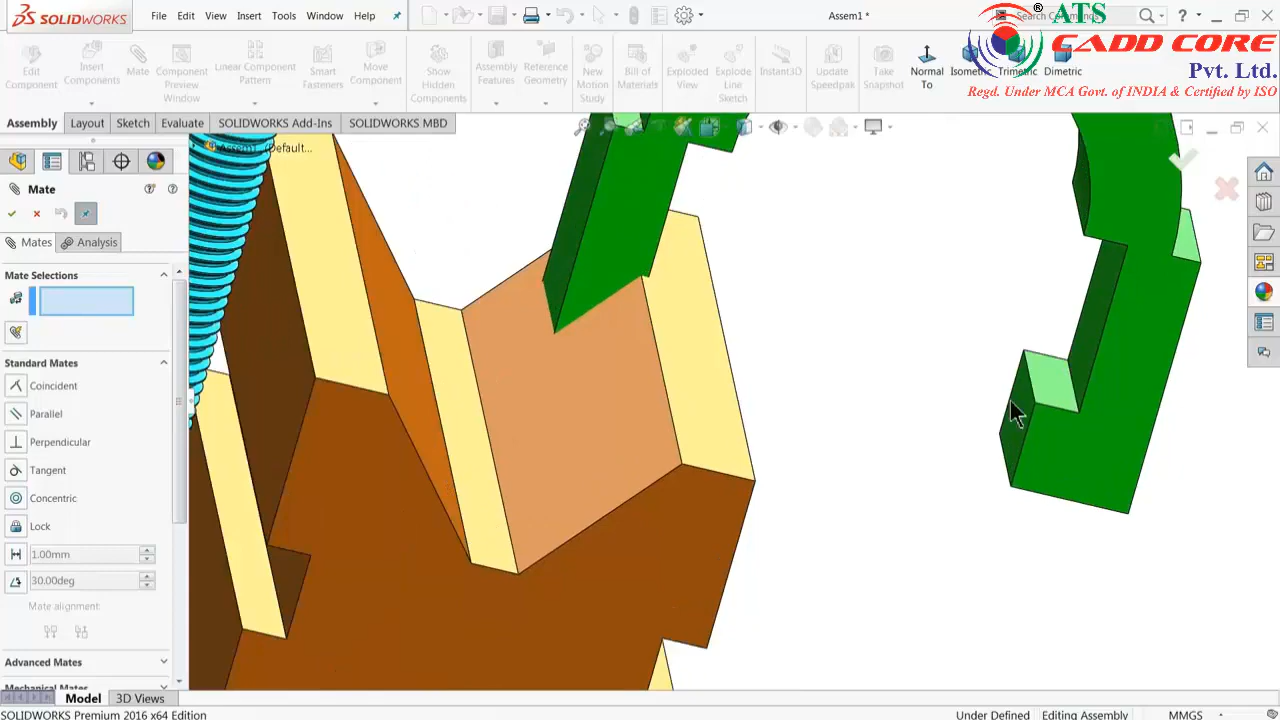 SOLIDWORKS
File Edit View Insert Tools Window Help
Assem1 *
Edit Component
Insert Components
Mate
Component Preview Window
Linear Component Pattern
Smart Fasteners
Move Component
Show Hidden Components
Assembly Features
Reference Geometry
New Motion Study
Bill of Materials
Exploded View
Explode Line Sketch
Instant3D
Update Speedpak
Take Snapshot
Normal To
Isometric
Trimetric
Dimetric
® ATS
CADD CORE
Pvt. Ltd.
Regd. Under MCA Govt. of INDIA & Certified by ISO
Assembly Layout Sketch Evaluate SOLIDWORKS Add-Ins SOLIDWORKS MBD
Assem1 (Default...
Mate
Mates Analysis
Mate Selections
Standard Mates
Coincident
Parallel
Perpendicular
Tangent
Concentric
Lock
1.00mm
30.00deg
Mate alignment:
Advanced Mates
Mechanical Mates
Model 3D Views
SOLIDWORKS Premium 2016 x64 Edition
Under Defined Editing Assembly MMGS